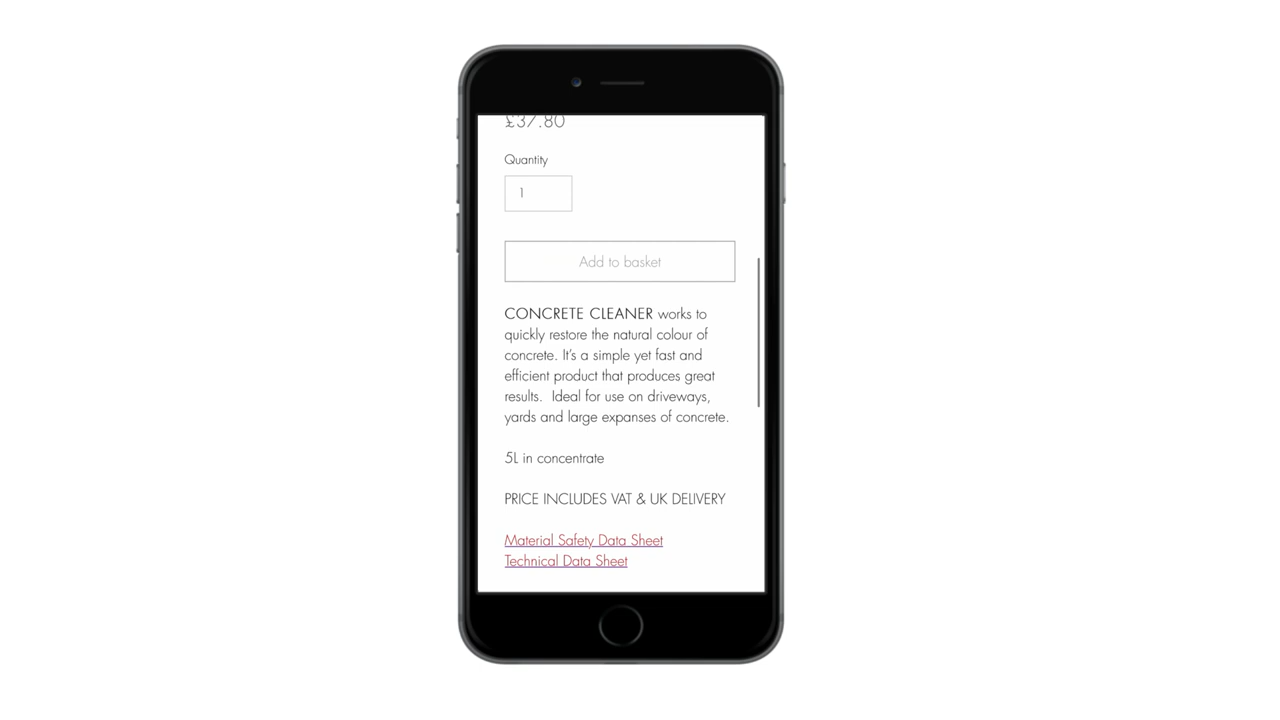 £37.80
Quantity
1
Add to basket
CONCRETE CLEANER works to
quickly restore the natural colour of
concrete. It's a simple yet fast and
efficient product that produces great
results.  Ideal for use on driveways,
yards and large expanses of concrete.
5L in concentrate
PRICE INCLUDES VAT & UK DELIVERY
Material Safety Data Sheet
Technical Data Sheet